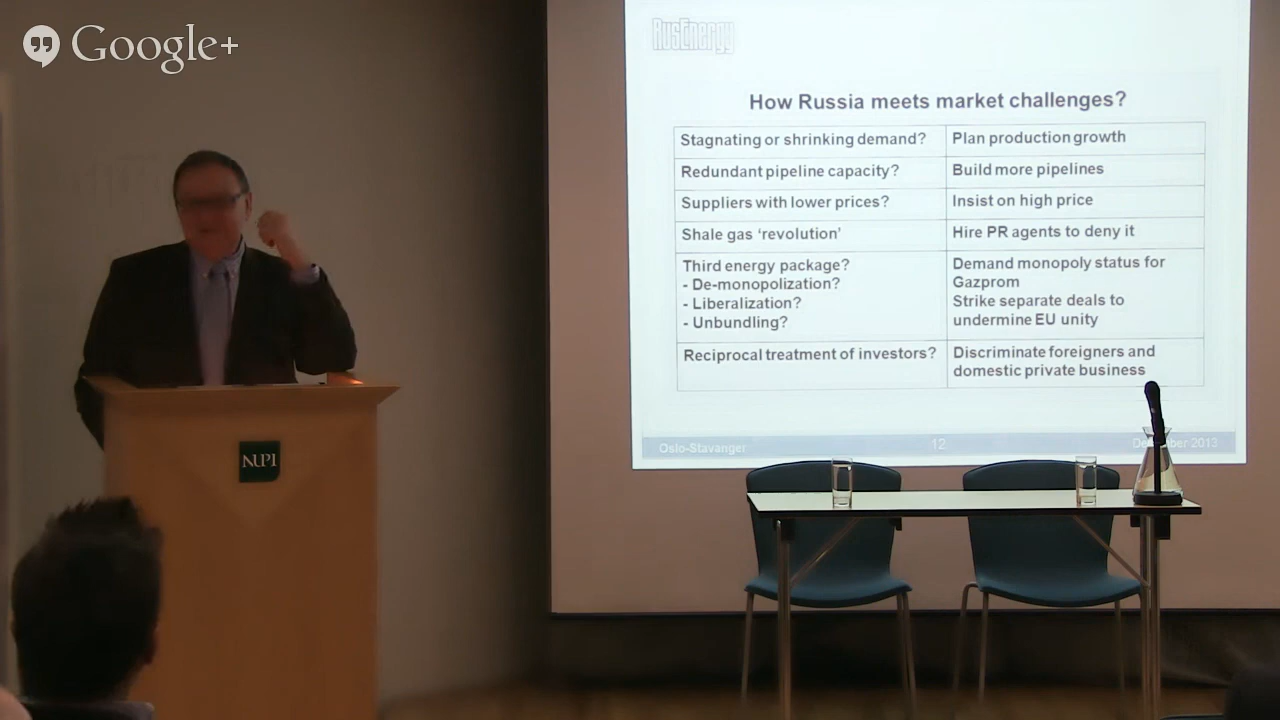 Google+
RusEnergy
How Russia meets market challenges?
Stagnating or shrinking demand? Plan production growth
Redundant pipeline capacity? Build more pipelines
Suppliers with lower prices? Insist on high price
Shale gas ‘revolution’ Hire PR agents to deny it
Third energy package?
- De-monopolization?
- Liberalization?
- Unbundling?
Demand monopoly status for
Gazprom
Strike separate deals to
undermine EU unity
Reciprocal treatment of investors?
Discriminate foreigners and
domestic private business
Oslo-Stavanger 12 2013
NUPI